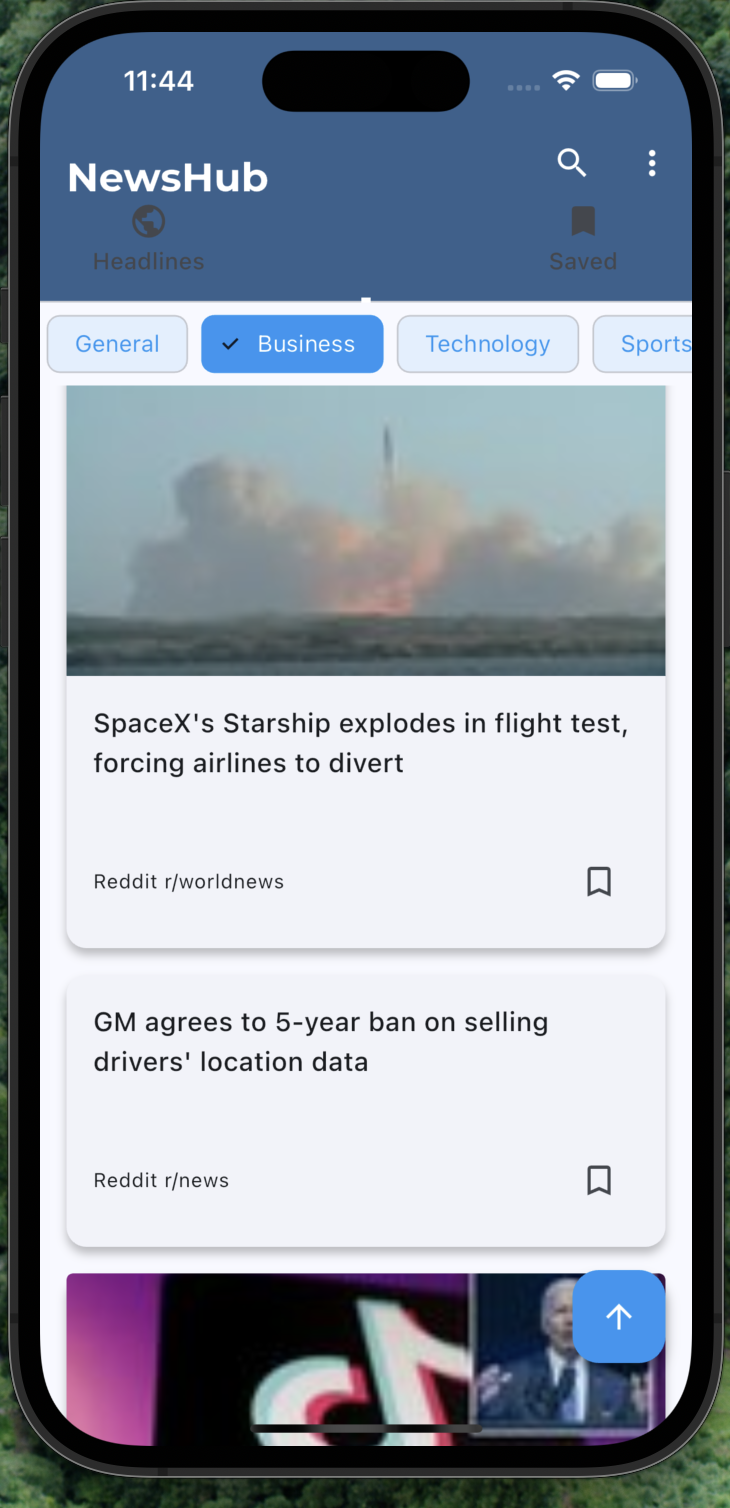 11:44
NewsHub
Headlines
Saved
General
Business
Technology
Sports
SpaceX's Starship explodes in flight test,
forcing airlines to divert
Reddit r/worldnews
GM agrees to 5-year ban on selling
drivers' location data
Reddit r/news